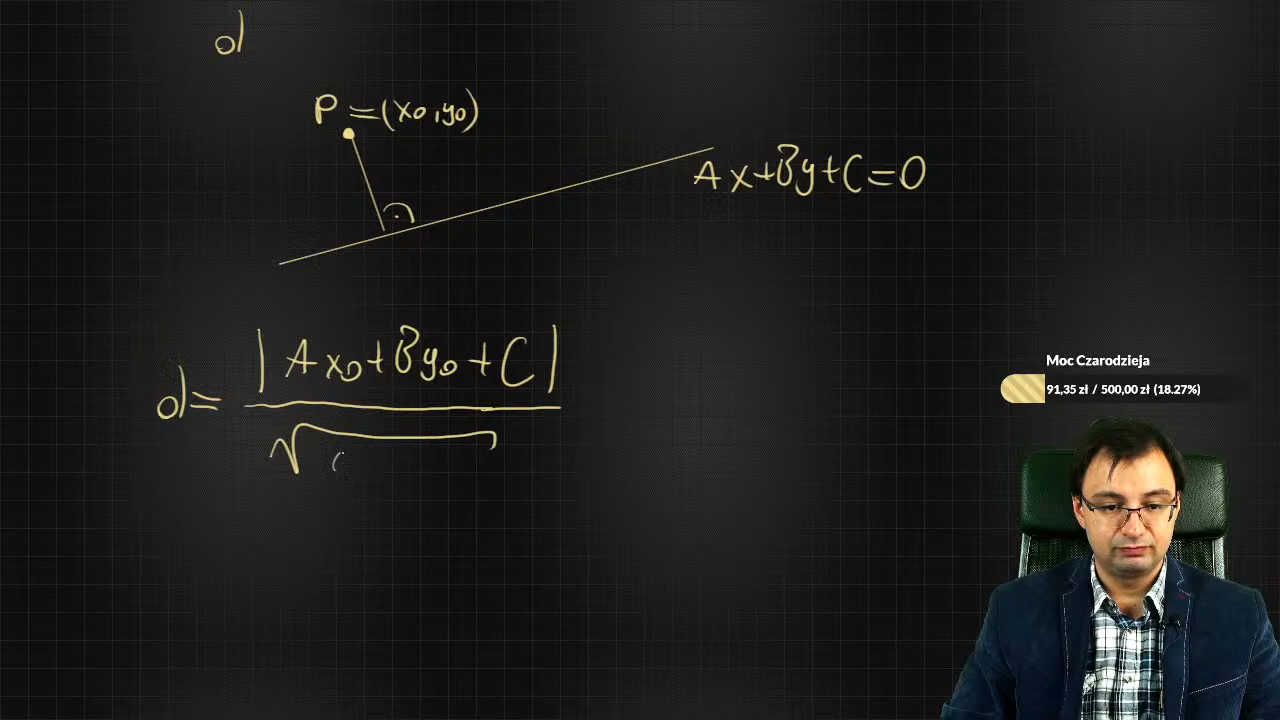 d
P = (x0, y0)
Ax+By+C=0
d= |Ax0+By0+C|
√
Moc Czarodzieja
91,35 zł / 500,00 zł (18.27%)